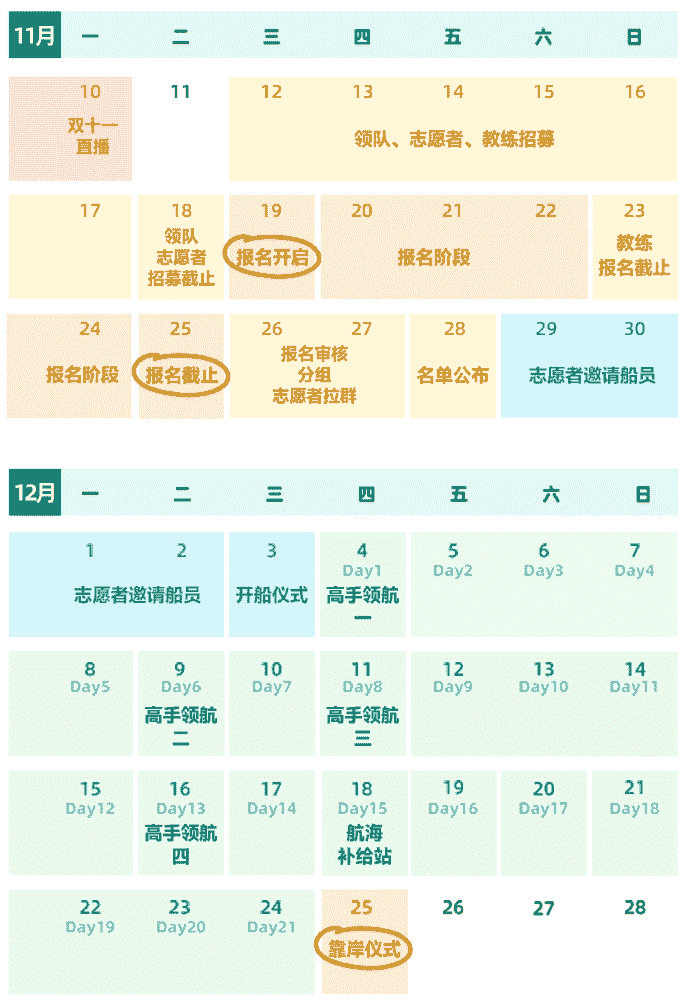 11月 一 二 三 四 五 六 日
10 11 12 13 14 15 16
双十一
直播
领队、志愿者、教练招募
17 18 19 20 21 22 23
领队
志愿者
招募截止
报名开启
报名阶段
教练
报名截止
24 25 26 27 28 29 30
报名阶段
报名截止
报名审核
分组
志愿者拉群
名单公布
志愿者邀请船员
12月 一 二 三 四 五 六 日
1 2 3 4 5 6 7
Day1 Day2 Day3 Day4
志愿者邀请船员
开船仪式
高手领航
一
8 9 10 11 12 13 14
Day5 Day6 Day7 Day8 Day9 Day10 Day11
高手领航
二
高手领航
三
15 16 17 18 19 20 21
Day12 Day13 Day14 Day15 Day16 Day17 Day18
高手领航
四
航海
补给站
22 23 24 25 26 27 28
Day19 Day20 Day21
靠岸仪式